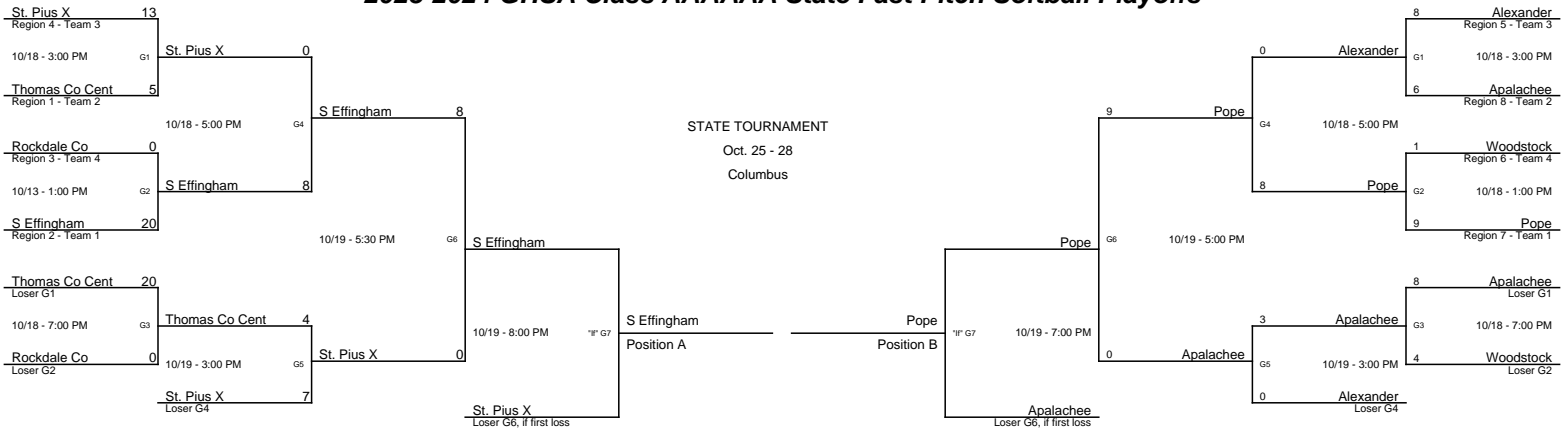 2023-2024 GHSA Class AAAAAA State Fast Pitch Softball Playoffs
St. Pius X 13
Region 4 - Team 3
10/18 - 3:00 PM G1
St. Pius X 0
Thomas Co Cent 5
Region 1 - Team 2
10/18 - 5:00 PM G4
S Effingham 8
Rockdale Co 0
Region 3 - Team 4
10/13 - 1:00 PM G2
S Effingham 8
S Effingham 20
Region 2 - Team 1
10/19 - 5:30 PM G6
S Effingham
Thomas Co Cent 20
Loser G1
10/18 - 7:00 PM G3
Thomas Co Cent 4
Rockdale Co 0
Loser G2
10/19 - 3:00 PM G5
St. Pius X 0
St. Pius X 7
Loser G4
10/19 - 8:00 PM "If" G7
S Effingham
Position A
St. Pius X
Loser G6, if first loss
STATE TOURNAMENT
Oct. 25 - 28
Columbus
8 Alexander
Region 5 - Team 3
0 Alexander
G1 10/18 - 3:00 PM
6 Apalachee
Region 8 - Team 2
9 Pope
G4 10/18 - 5:00 PM
1 Woodstock
Region 6 - Team 4
8 Pope
G2 10/18 - 1:00 PM
9 Pope
Region 7 - Team 1
Pope
G6 10/19 - 5:00 PM
8 Apalachee
Loser G1
3 Apalachee
G3 10/18 - 7:00 PM
4 Woodstock
Loser G2
0 Apalachee
G5 10/19 - 3:00 PM
0 Alexander
Loser G4
Pope
Position B
"If" G7 10/19 - 7:00 PM
Apalachee
Loser G6, if first loss